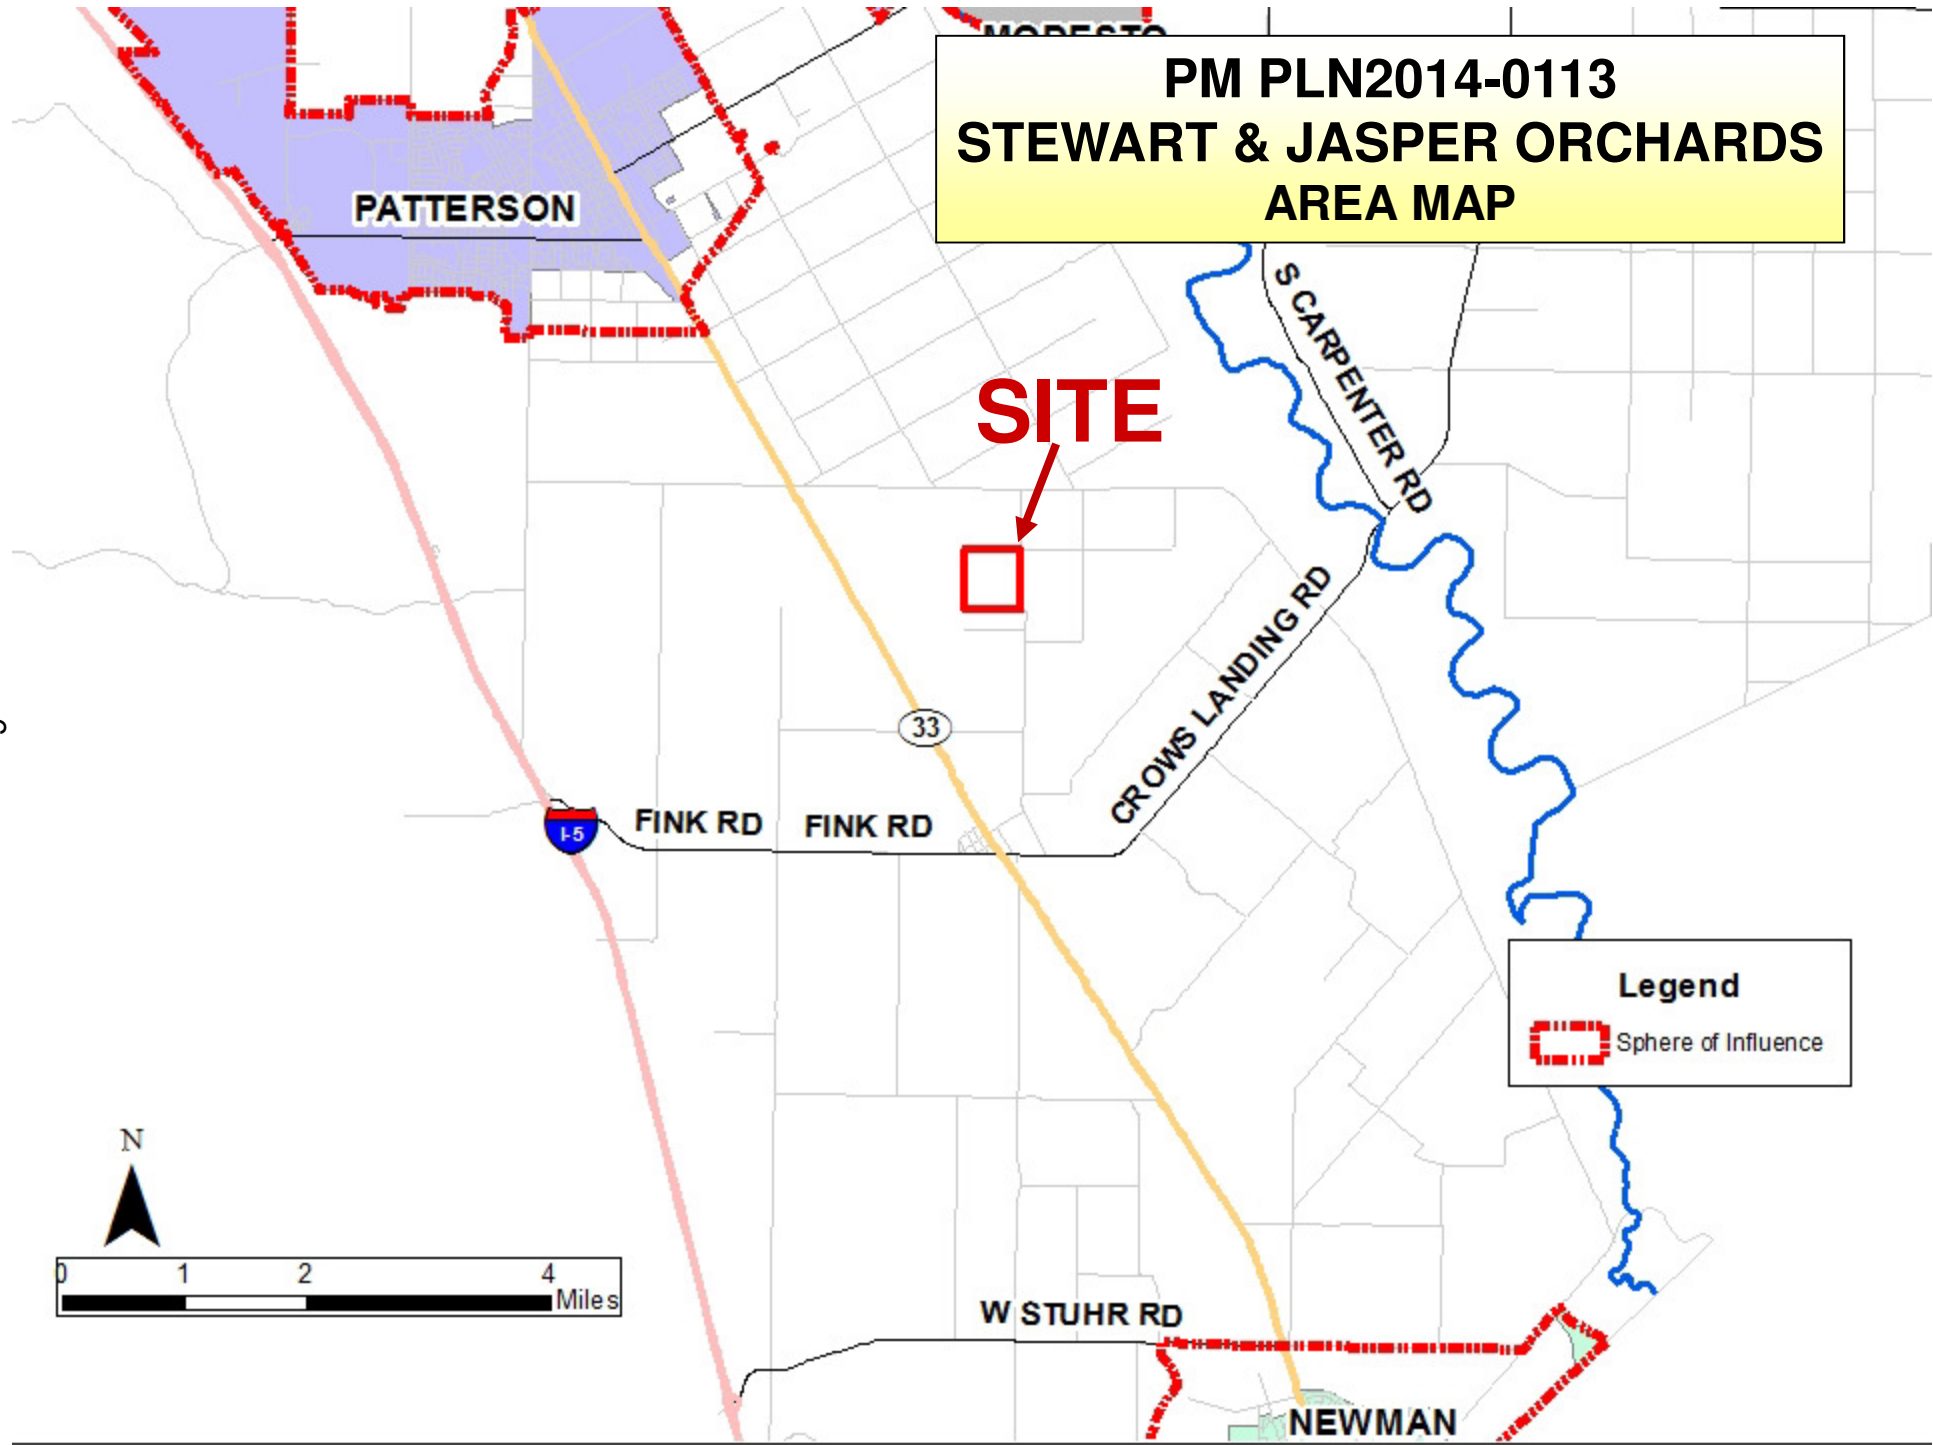 MODESTO
PM PLN2014-0113
STEWART & JASPER ORCHARDS
AREA MAP
PATTERSON
S CARPENTER RD
SITE
CROWS LANDING RD
33
I-5
FINK RD
FINK RD
Legend
Sphere of Influence
N
0 1 2 4
Miles
W STUHR RD
NEWMAN